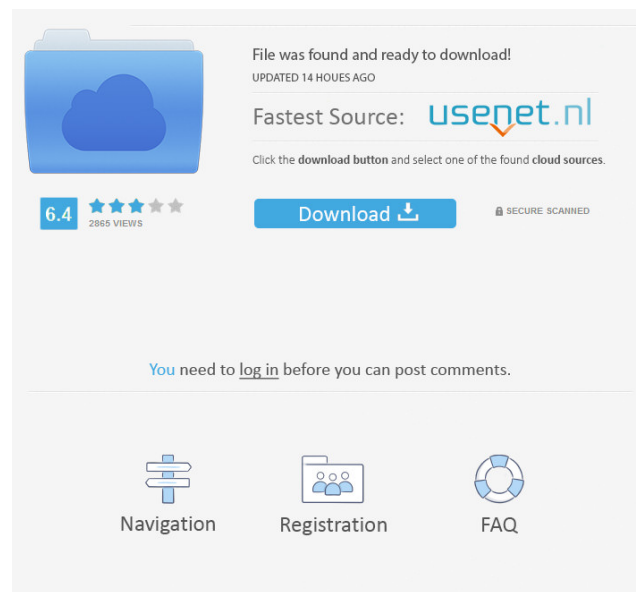 File was found and ready to download!
UPDATED 14 HOUES AGO
Fastest Source: usenet.nl
Click the download button and select one of the found cloud sources.
6.4
2865 VIEWS
Download
SECURE SCANNED
You need to log in before you can post comments.
Navigation
Registration
FAQ